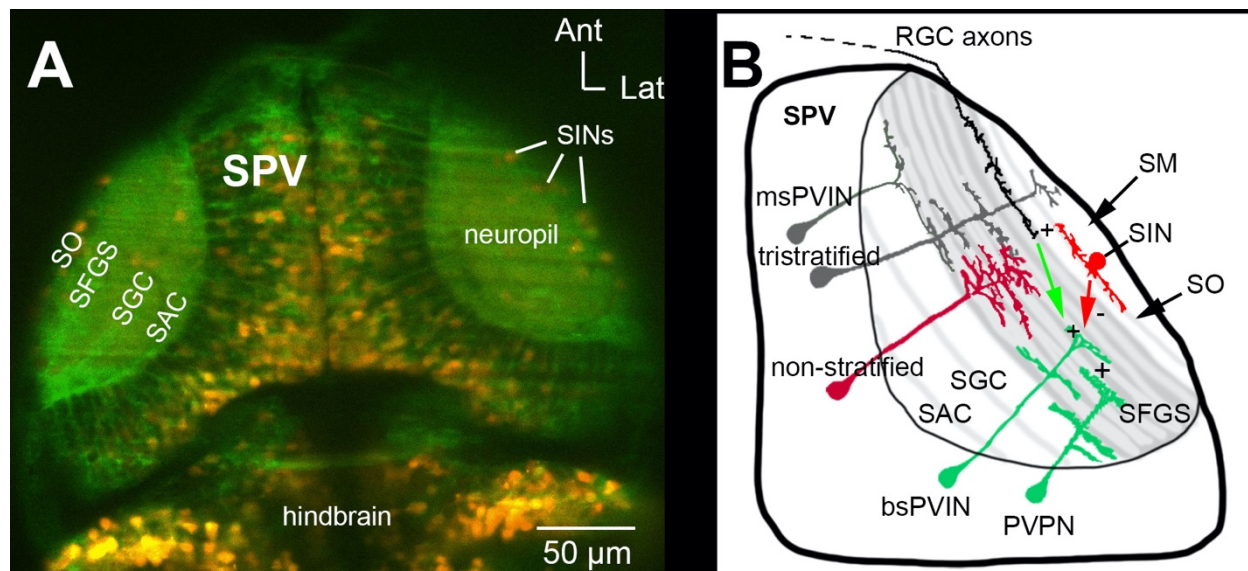 A
Ant
Lat
SINs
SPV
neuropil
SO
SFGS
SGC
SAC
hindbrain
50 µm
B
RGC axons
SPV
SM
msPVIN
+
SIN
tristratified
SO
-
+
non-stratified
+
SGC
SAC
SFGS
bsPVIN
PVPN